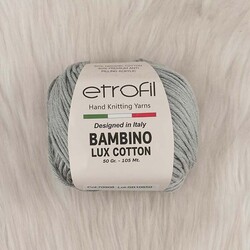 etrofil
Hand Knitting Yarns
Designed in Italy
BAMBINO
LUX COTTON
50 Gr. - 105 Mt.